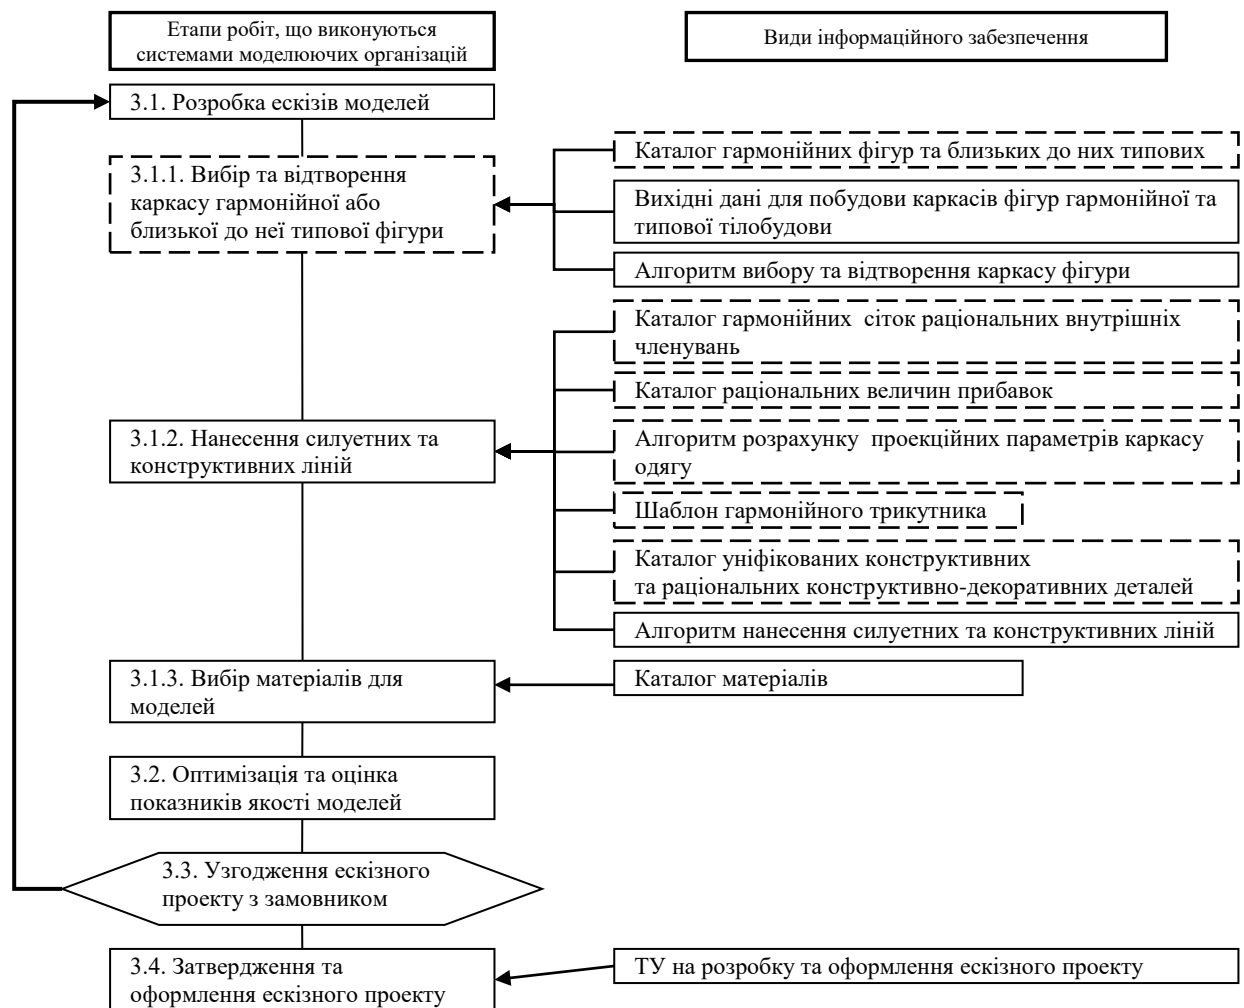 Етапи робіт, що виконуються
системами моделюючих організацій
Види інформаційного забезпечення
3.1. Розробка ескізів моделей
3.1.1. Вибір та відтворення
каркасу гармонійної або
близької до неї типової фігури
Каталог гармонійних фігур та близьких до них типових
Вихідні дані для побудови каркасів фігур гармонійної та
типової тілобудови
Алгоритм вибору та відтворення каркасу фігури
3.1.2. Нанесення силуетних та
конструктивних ліній
Каталог гармонійних сіток раціональних внутрішніх
членувань
Каталог раціональних величин прибавок
Алгоритм розрахунку проекційних параметрів каркасу
одягу
Шаблон гармонійного трикутника
Каталог уніфікованих конструктивних
та раціональних конструктивно-декоративних деталей
Алгоритм нанесення силуетних та конструктивних ліній
3.1.3. Вибір матеріалів для
моделей
Каталог матеріалів
3.2. Оптимізація та оцінка
показників якості моделей
3.3. Узгодження ескізного
проекту з замовником
3.4. Затвердження та
оформлення ескізного проекту
ТУ на розробку та оформлення ескізного проекту